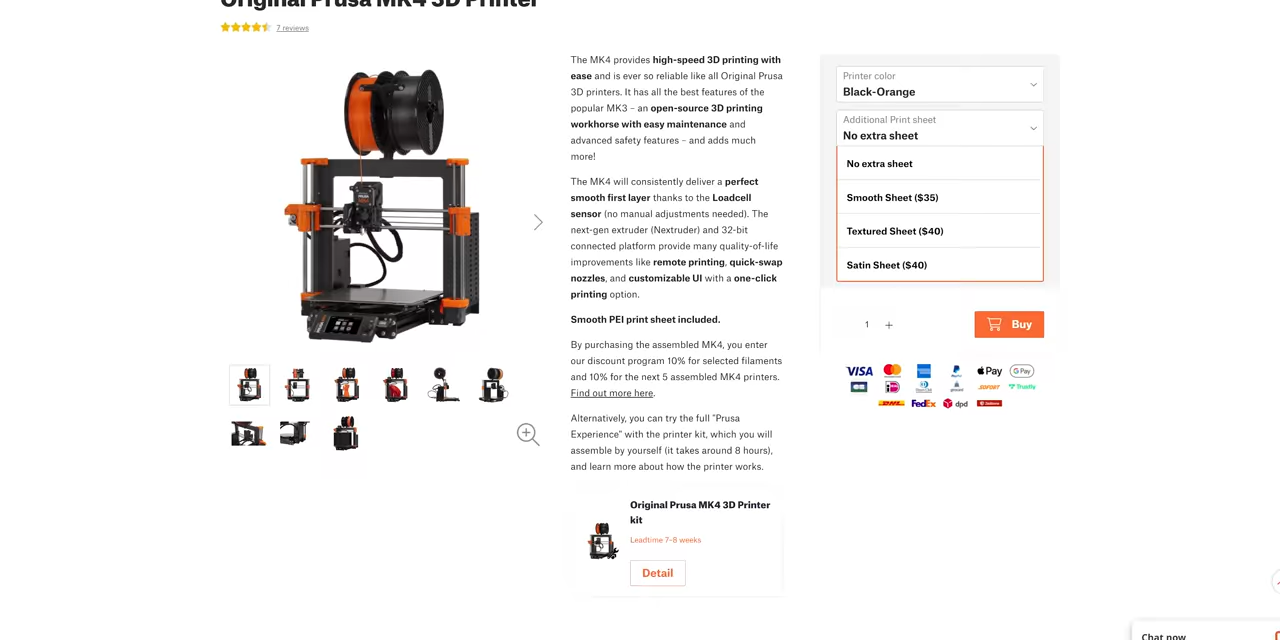 Original Prusa MK4 3D Printer
7 reviews
The MK4 provides high-speed 3D printing with
ease and is ever so reliable like all Original Prusa
3D printers. It has all the best features of the
popular MK3 – an open-source 3D printing
workhorse with easy maintenance and
advanced safety features – and adds much
more!
The MK4 will consistently deliver a perfect
smooth first layer thanks to the Loadcell
sensor (no manual adjustments needed). The
next-gen extruder (Nextruder) and 32-bit
connected platform provide many quality-of-life
improvements like remote printing, quick-swap
nozzles, and customizable UI with a one-click
printing option.
Smooth PEI print sheet included.
By purchasing the assembled MK4, you enter
our discount program 10% for selected filaments
and 10% for the next 5 assembled MK4 printers.
Find out more here.
Alternatively, you can try the full "Prusa
Experience" with the printer kit, which you will
assemble by yourself (it takes around 8 hours),
and learn more about how the printer works.
Original Prusa MK4 3D Printer
kit
Leadtime 7-8 weeks
Detail
Printer color
Black-Orange
Additional Print sheet
No extra sheet
No extra sheet
Smooth Sheet ($35)
Textured Sheet ($40)
Satin Sheet ($40)
1 +
Buy
VISA Pay G Pay
iD SOFORT Trustly
DHL FedEx dpd
Chat now